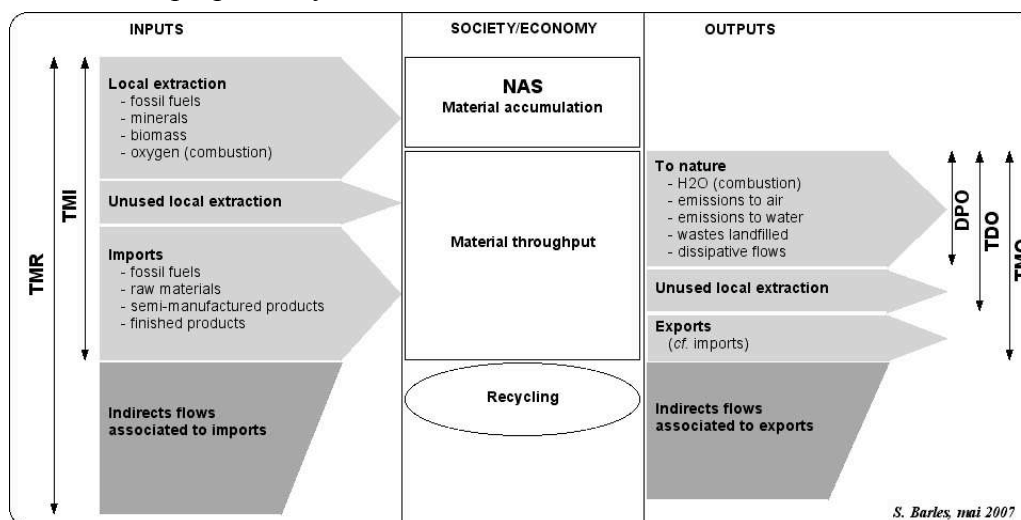 INPUTS
SOCIETY/ECONOMY
OUTPUTS
TMR
TMI
Local extraction
- fossil fuels
- minerals
- biomass
- oxygen (combustion)
Unused local extraction
Imports
- fossil fuels
- raw materials
- semi-manufactured products
- finished products
Indirects flows
associated to imports
NAS
Material accumulation
Material throughput
Recycling
To nature
- H2O (combustion)
- emissions to air
- emissions to water
- wastes landfilled
- dissipative flows
Unused local extraction
Exports
(cf. imports)
Indirects flows
associated to exports
DPO
TDO
TMO
S. Barles, mai 2007